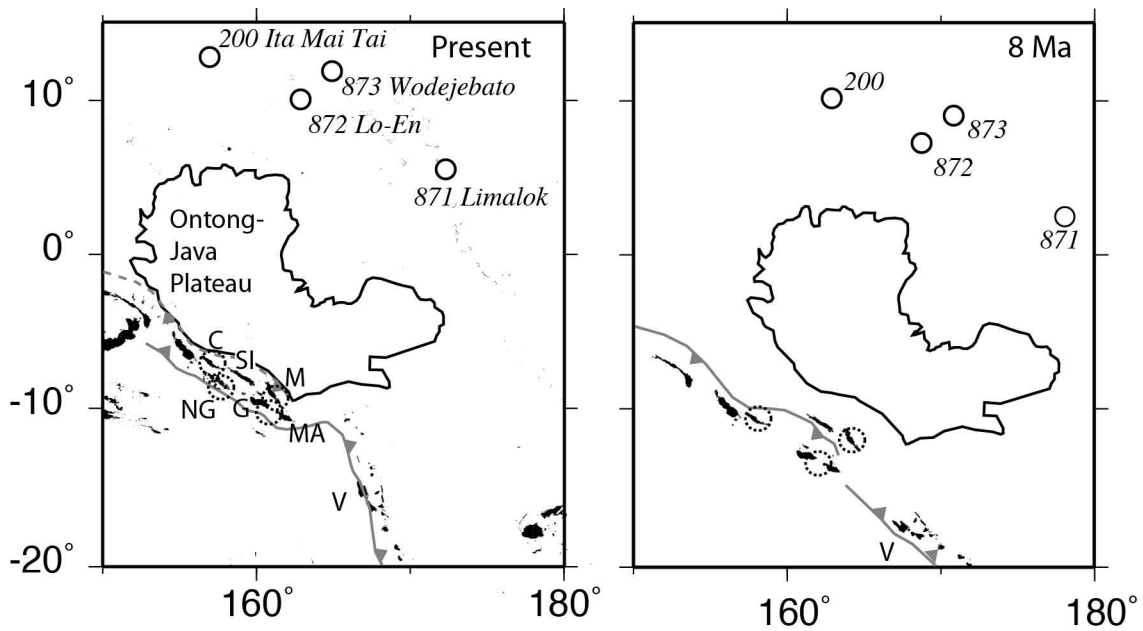 Present
200 Ita Mai Tai
873 Wodejebato
872 Lo-En
871 Limalok
Ontong-
Java
Plateau
C
SI
M
NG
G
MA
V
10°
0°
-10°
-20°
160°
180°
8 Ma
200
873
872
871
V
160°
180°